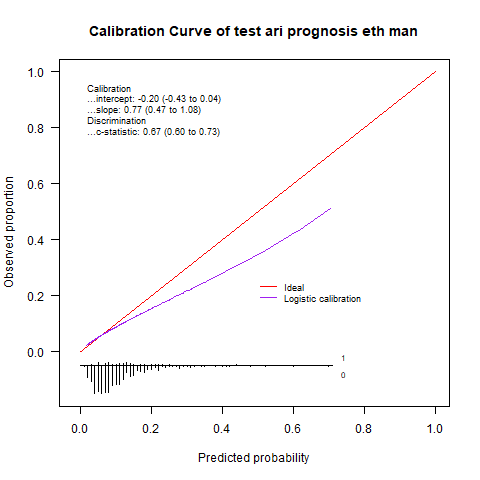 Calibration Curve of test ari prognosis eth man
Calibration
...intercept: -0.20 (-0.43 to 0.04)
...slope: 0.77 (0.47 to 1.08)
Discrimination
...c-statistic: 0.67 (0.60 to 0.73)
1.0
0.8
0.6
0.4
0.2
0.0
Observed proportion
Ideal
Logistic calibration
1
0
0.0 0.2 0.4 0.6 0.8 1.0
Predicted probability